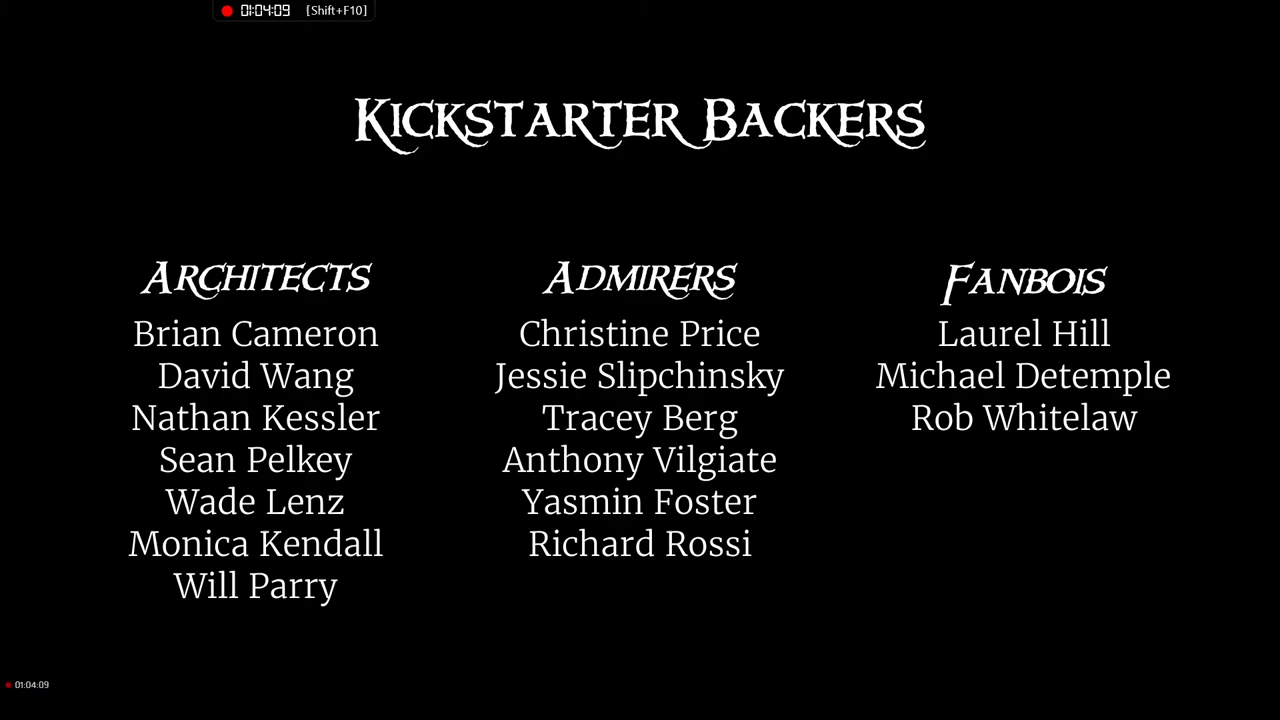 01:04:09 [Shift+F10]
Kickstarter Backers
Architects
Brian Cameron
David Wang
Nathan Kessler
Sean Pelkey
Wade Lenz
Monica Kendall
Will Parry
Admirers
Christine Price
Jessie Slipchinsky
Tracey Berg
Anthony Vilgiate
Yasmin Foster
Richard Rossi
Fanbois
Laurel Hill
Michael Detemple
Rob Whitelaw
01:04:09